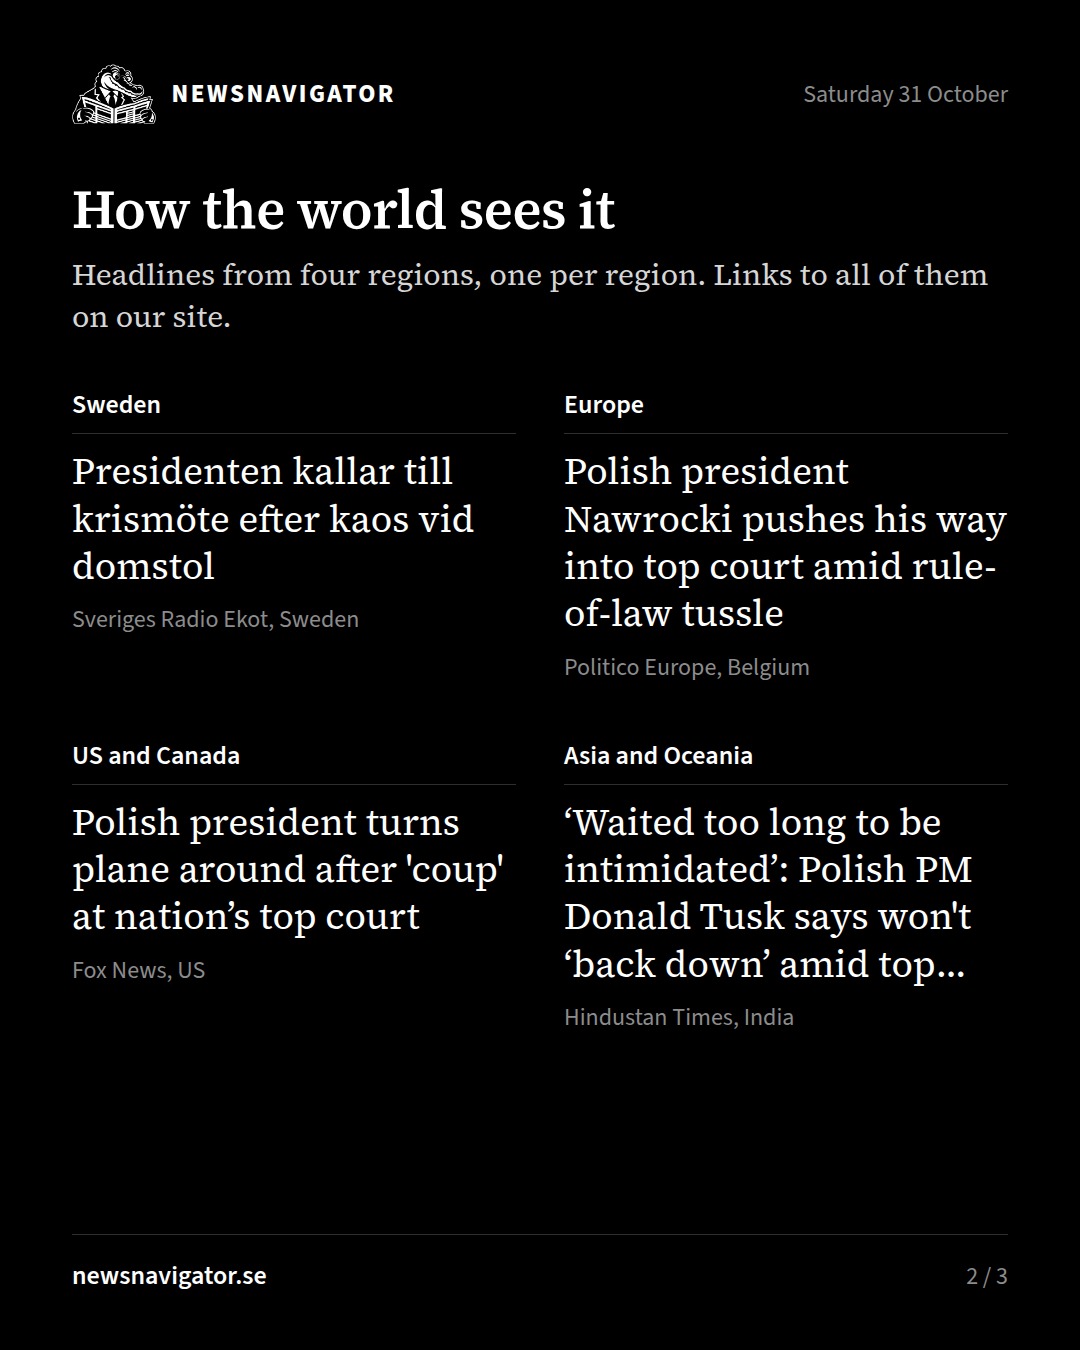 NEWSNAVIGATOR
Saturday 31 October
How the world sees it
Headlines from four regions, one per region. Links to all of them
on our site.
Sweden
Presidenten kallar till
krismöte efter kaos vid
domstol
Sveriges Radio Ekot, Sweden
Europe
Polish president
Nawrocki pushes his way
into top court amid rule-
of-law tussle
Politico Europe, Belgium
US and Canada
Polish president turns
plane around after 'coup'
at nation’s top court
Fox News, US
Asia and Oceania
‘Waited too long to be
intimidated’: Polish PM
Donald Tusk says won't
‘back down’ amid top...
Hindustan Times, India
newsnavigator.se
2 / 3